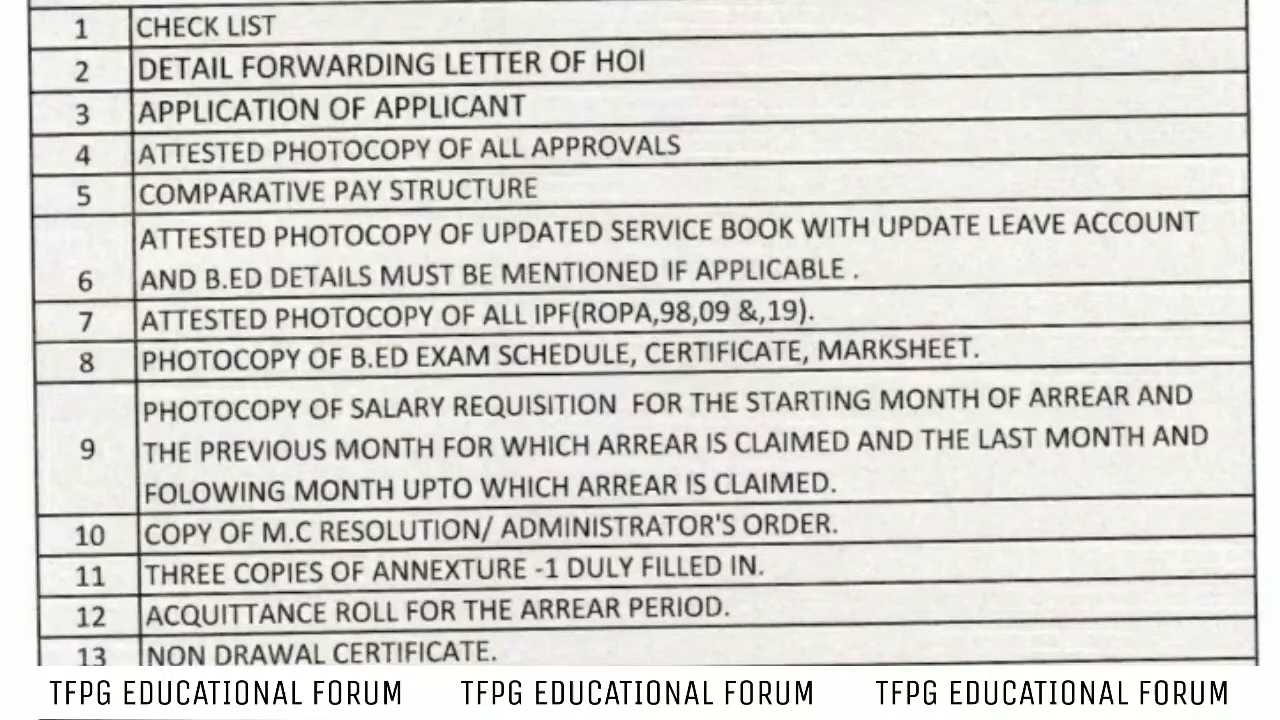 1 CHECK LIST
2 DETAIL FORWARDING LETTER OF HOI
3 APPLICATION OF APPLICANT
4 ATTESTED PHOTOCOPY OF ALL APPROVALS
5 COMPARATIVE PAY STRUCTURE
ATTESTED PHOTOCOPY OF UPDATED SERVICE BOOK WITH UPDATE LEAVE ACCOUNT
6 AND B.ED DETAILS MUST BE MENTIONED IF APPLICABLE .
7 ATTESTED PHOTOCOPY OF ALL IPF(ROPA,98,09 &,19).
8 PHOTOCOPY OF B.ED EXAM SCHEDULE, CERTIFICATE, MARKSHEET.
PHOTOCOPY OF SALARY REQUISITION FOR THE STARTING MONTH OF ARREAR AND
9 THE PREVIOUS MONTH FOR WHICH ARREAR IS CLAIMED AND THE LAST MONTH AND
FOLOWING MONTH UPTO WHICH ARREAR IS CLAIMED.
10 COPY OF M.C RESOLUTION/ ADMINISTRATOR'S ORDER.
11 THREE COPIES OF ANNEXTURE -1 DULY FILLED IN.
12 ACQUITTANCE ROLL FOR THE ARREAR PERIOD.
13 NON DRAWAL CERTIFICATE.
TFPG EDUCATIONAL FORUM TFPG EDUCATIONAL FORUM TFPG EDUCATIONAL FORUM